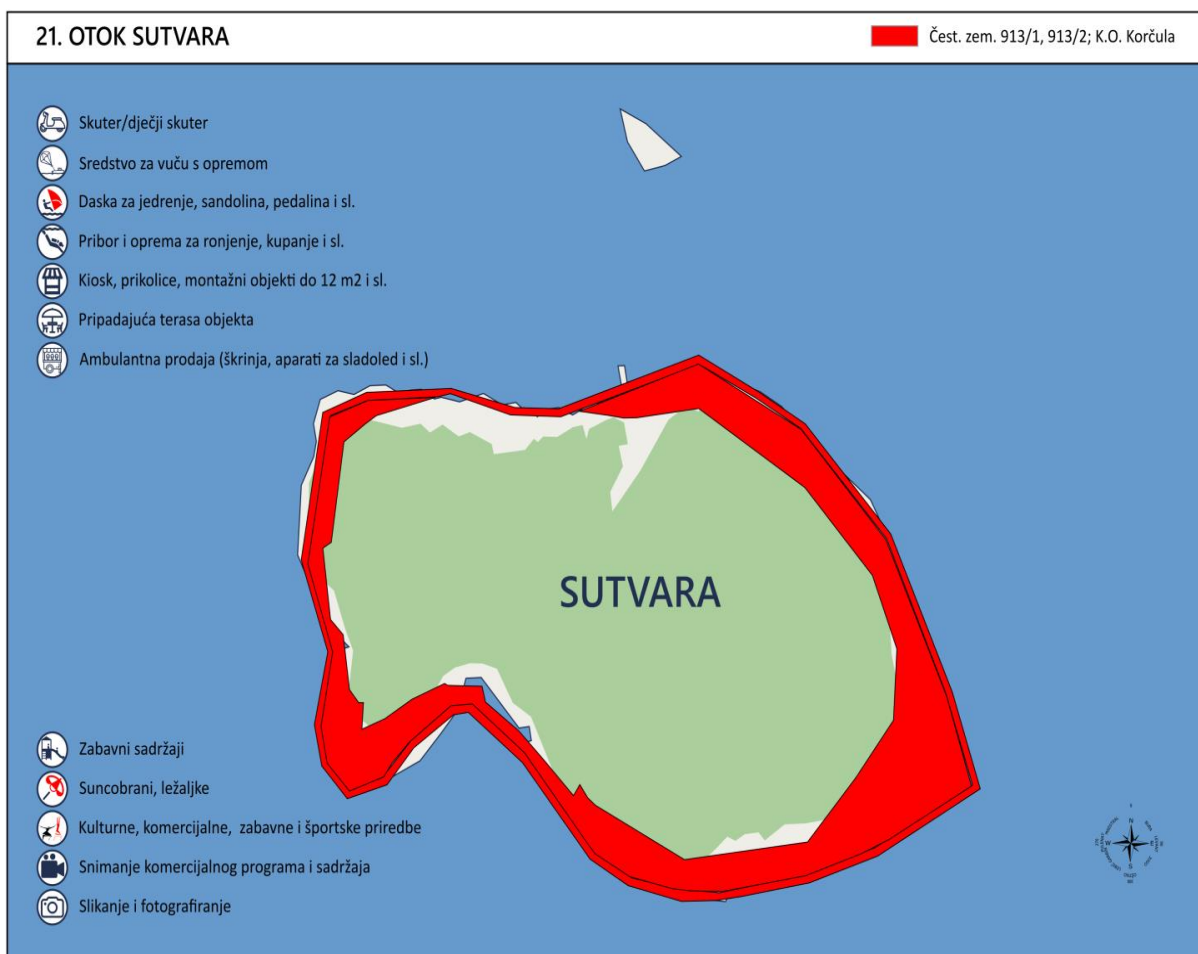 21. OTOK SUTVARA
Čest. zem. 913/1, 913/2; K.O. Korčula
Skuter/dječji skuter
Sredstvo za vuču s opremom
Daska za jedrenje, sandolina, pedalina i sl.
Pribor i oprema za ronjenje, kupanje i sl.
Kiosk, prikolice, montažni objekti do 12 m2 i sl.
Pripadajuća terasa objekta
Ambulantna prodaja (škrinja, aparati za sladoled i sl.)
SUTVARA
Zabavni sadržaji
Suncobrani, ležaljke
Kulturne, komercijalne, zabavne i športske priredbe
Snimanje komercijalnog programa i sadržaja
Slikanje i fotografiranje
N
W E
S